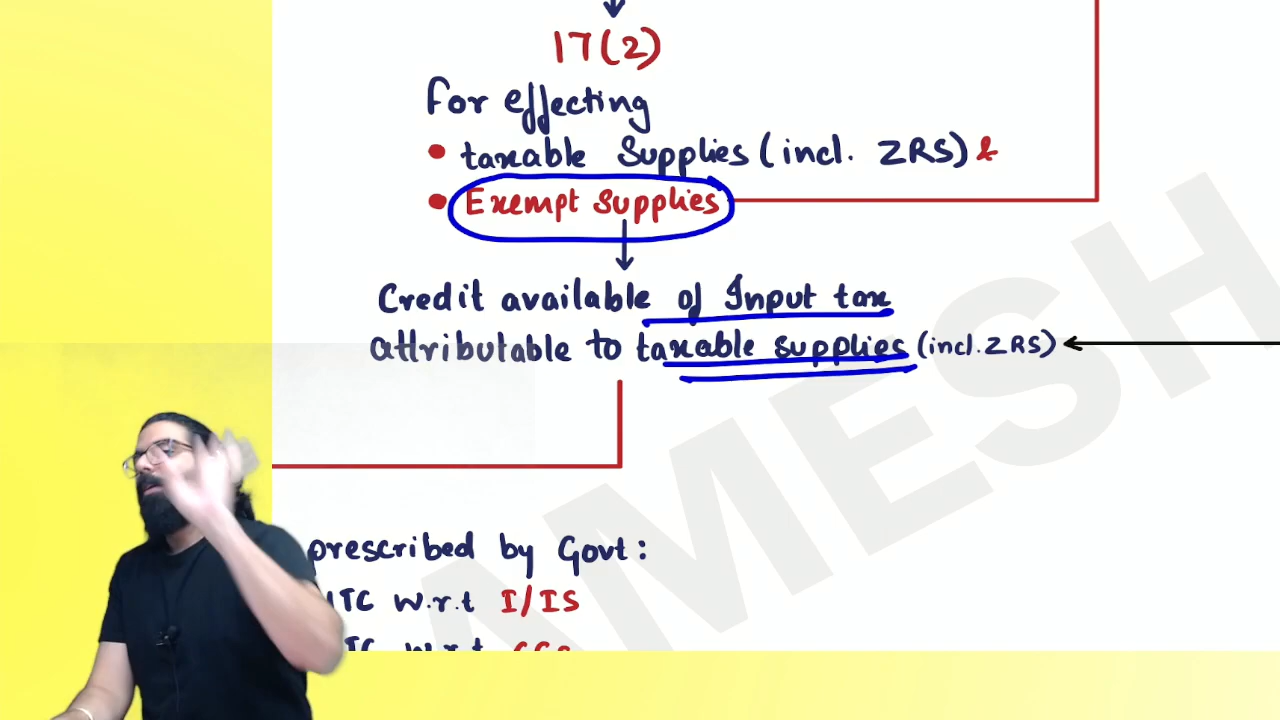 17(2)
For effecting
• taxable Supplies (incl. ZRS) &
• Exempt Supplies
Credit available of Input tax
attributable to taxable supplies (incl. ZRS)
prescribed by Govt:
ITC w.r.t I/IS
w.r.t
AMESH